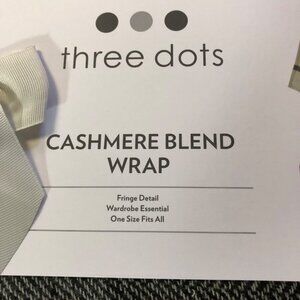 three dots
CASHMERE BLEND
WRAP
Fringe Detail
Wardrobe Essential
One Size Fits All